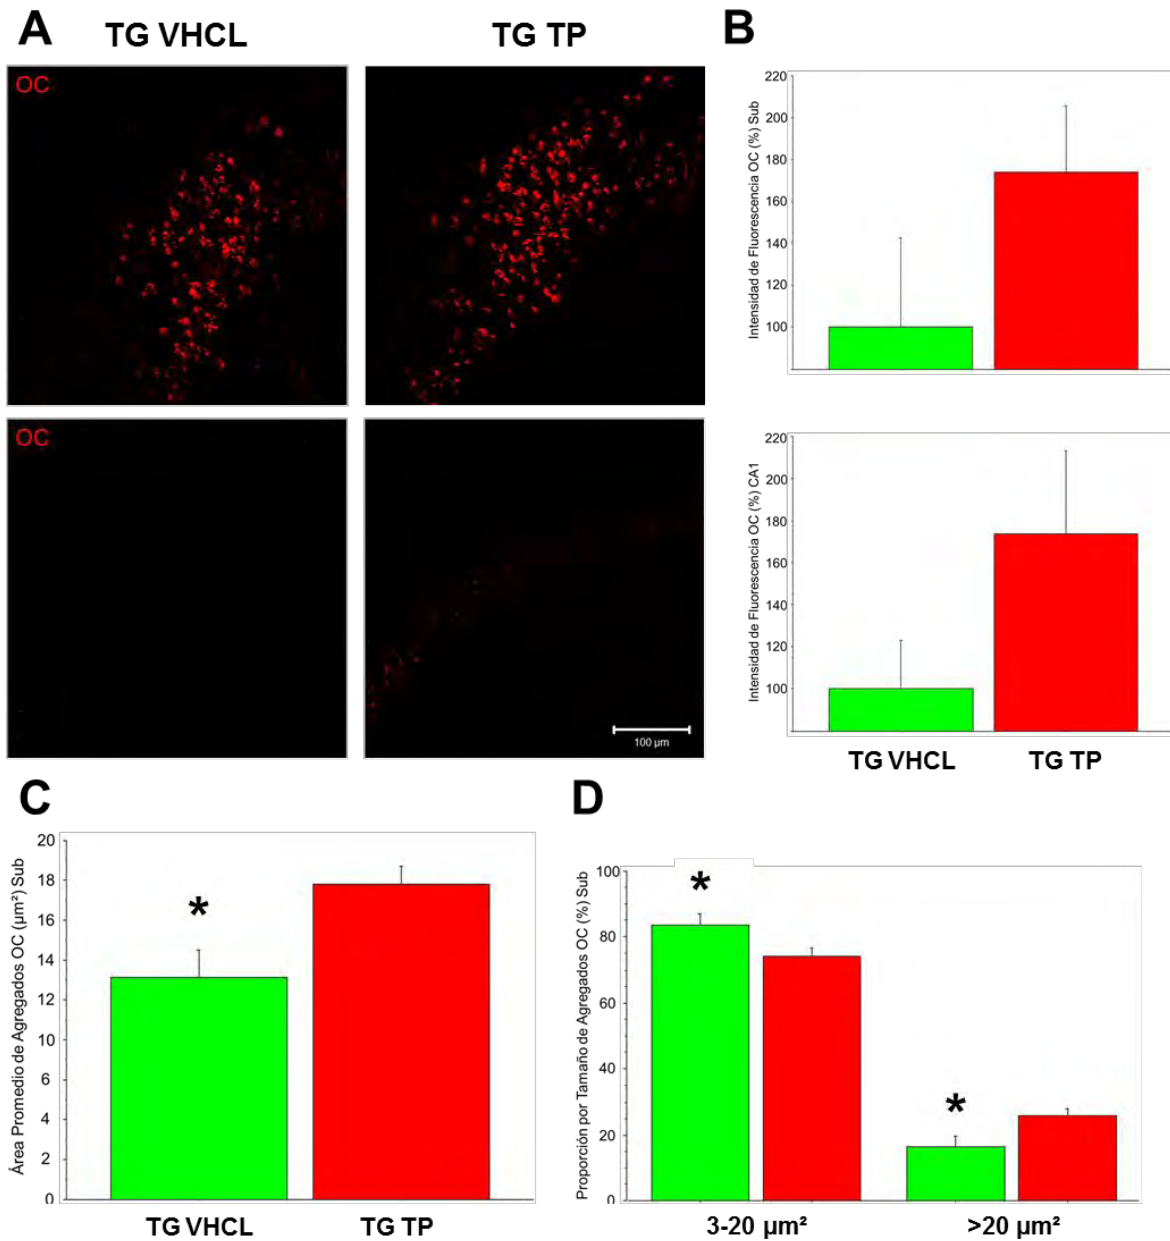 A
TG VHCL
TG TP
B
OC
OC
100 µm
Intensidad de Fluorescencia OC (%) Sub
220
200
180
160
140
120
100
Intensidad de Fluorescencia OC (%) CA1
220
200
180
160
140
120
100
TG VHCL
TG TP
C
Área Promedio de Agregados OC (µm²) Sub
20
18
16
14
12
10
8
6
4
2
0
*
TG VHCL
TG TP
D
Proporción por Tamaño de Agregados OC (%) Sub
100
80
60
40
20
0
*
*
3-20 µm²
>20 µm²